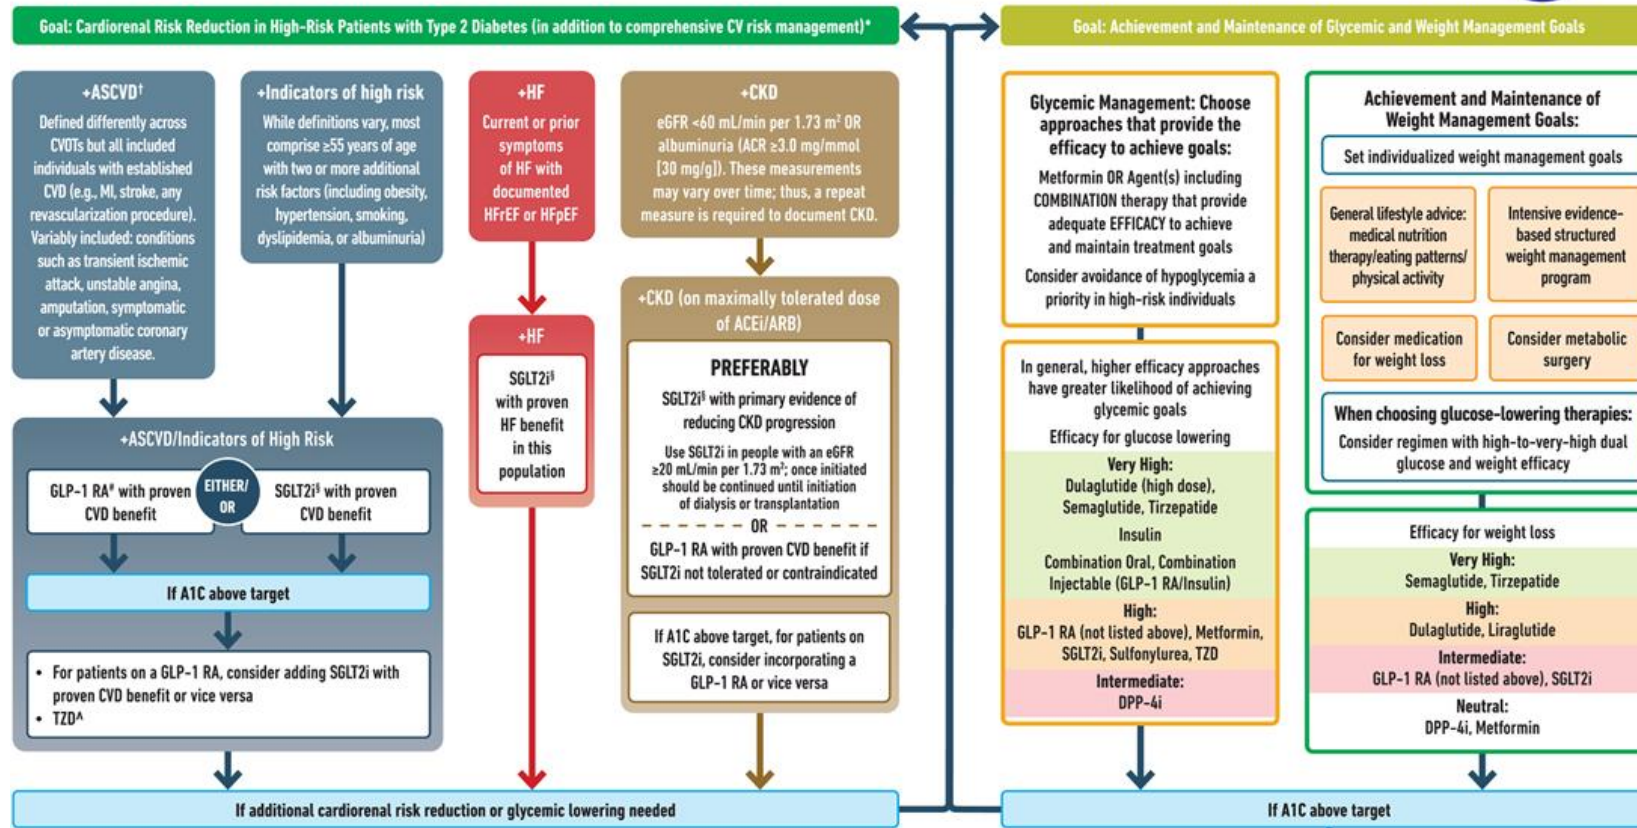 Goal: Cardiorenal Risk Reduction in High-Risk Patients with Type 2 Diabetes (in addition to comprehensive CV risk management)*
+ASCVD†
Defined differently across
CVOTs but all included
individuals with established
CVD (e.g., MI, stroke, any
revascularization procedure).
Variably included: conditions
such as transient ischemic
attack, unstable angina,
amputation, symptomatic
or asymptomatic coronary
artery disease.
+Indicators of high risk
While definitions vary, most
comprise ≥55 years of age
with two or more additional
risk factors (including obesity,
hypertension, smoking,
dyslipidemia, or albuminuria)
+HF
Current or prior
symptoms
of HF with
documented
HFrEF or HFpEF
+CKD
eGFR <60 mL/min per 1.73 m² OR
albuminuria (ACR ≥3.0 mg/mmol
[30 mg/g]). These measurements
may vary over time; thus, a repeat
measure is required to document CKD.
+ASCVD/Indicators of High Risk
GLP-1 RA# with proven
CVD benefit
EITHER/
OR
SGLT2i§ with proven
CVD benefit
If A1C above target
• For patients on a GLP-1 RA, consider adding SGLT2i with
proven CVD benefit or vice versa
• TZD^
+HF
SGLT2i§
with proven
HF benefit
in this
population
+CKD (on maximally tolerated dose
of ACEi/ARB)
PREFERABLY
SGLT2i§ with primary evidence of
reducing CKD progression
Use SGLT2i in people with an eGFR
≥20 mL/min per 1.73 m²; once initiated
should be continued until initiation
of dialysis or transplantation
OR
GLP-1 RA with proven CVD benefit if
SGLT2i not tolerated or contraindicated
If A1C above target, for patients on
SGLT2i, consider incorporating a
GLP-1 RA or vice versa
If additional cardiorenal risk reduction or glycemic lowering needed
Goal: Achievement and Maintenance of Glycemic and Weight Management Goals
Glycemic Management: Choose
approaches that provide the
efficacy to achieve goals:
Metformin OR Agent(s) including
COMBINATION therapy that provide
adequate EFFICACY to achieve
and maintain treatment goals
Consider avoidance of hypoglycemia a
priority in high-risk individuals
In general, higher efficacy approaches
have greater likelihood of achieving
glycemic goals
Efficacy for glucose lowering
Very High:
Dulaglutide (high dose),
Semaglutide, Tirzepatide
Insulin
Combination Oral, Combination
Injectable (GLP-1 RA/Insulin)
High:
GLP-1 RA (not listed above), Metformin,
SGLT2i, Sulfonylurea, TZD
Intermediate:
DPP-4i
Achievement and Maintenance of
Weight Management Goals:
Set individualized weight management goals
General lifestyle advice:
medical nutrition
therapy/eating patterns/
physical activity
Intensive evidence-
based structured
weight management
program
Consider medication
for weight loss
Consider metabolic
surgery
When choosing glucose-lowering therapies:
Consider regimen with high-to-very-high dual
glucose and weight efficacy
Efficacy for weight loss
Very High:
Semaglutide, Tirzepatide
High:
Dulaglutide, Liraglutide
Intermediate:
GLP-1 RA (not listed above), SGLT2i
Neutral:
DPP-4i, Metformin
If A1C above target